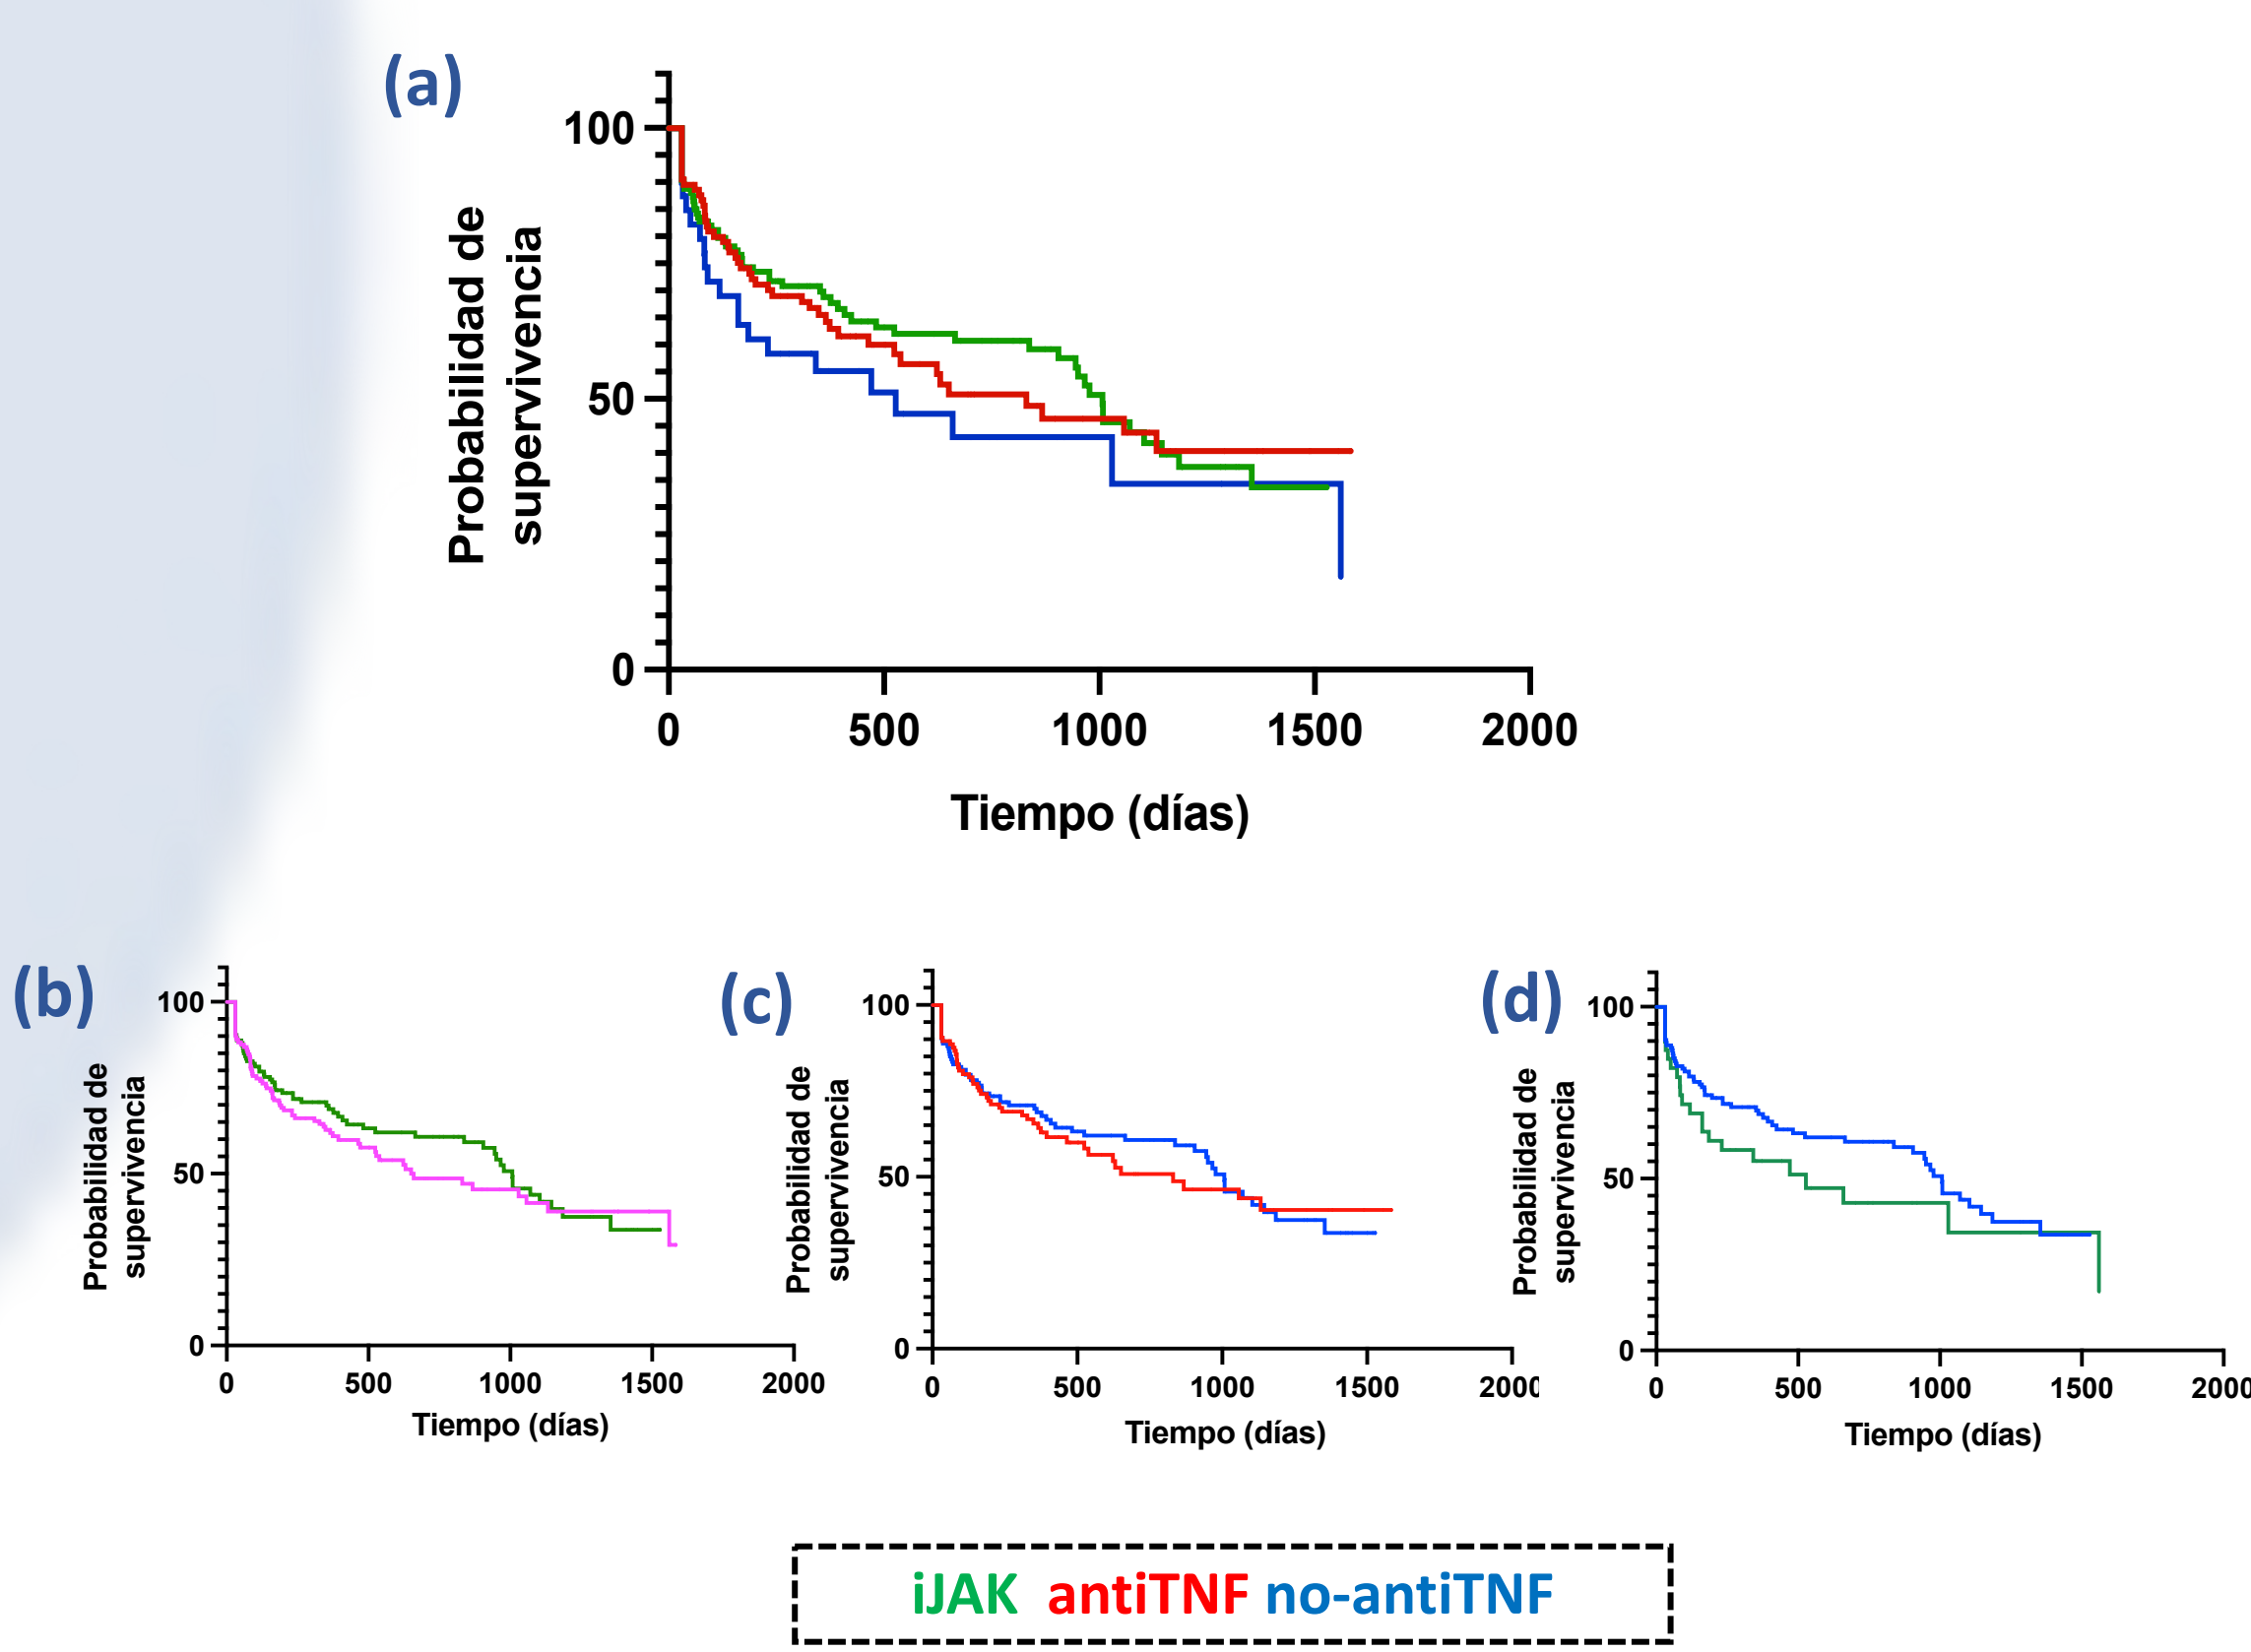 (a)
Probabilidad de
supervivencia
100
50
0
0 500 1000 1500 2000
Tiempo (días)
(b)
Probabilidad de
supervivencia
100
50
0
0 500 1000 1500 2000
Tiempo (días)
(c)
Probabilidad de
supervivencia
100
50
0
0 500 1000 1500 2000
Tiempo (días)
(d)
Probabilidad de
supervivencia
100
50
0
0 500 1000 1500 2000
Tiempo (días)
iJAK antiTNF no-antiTNF